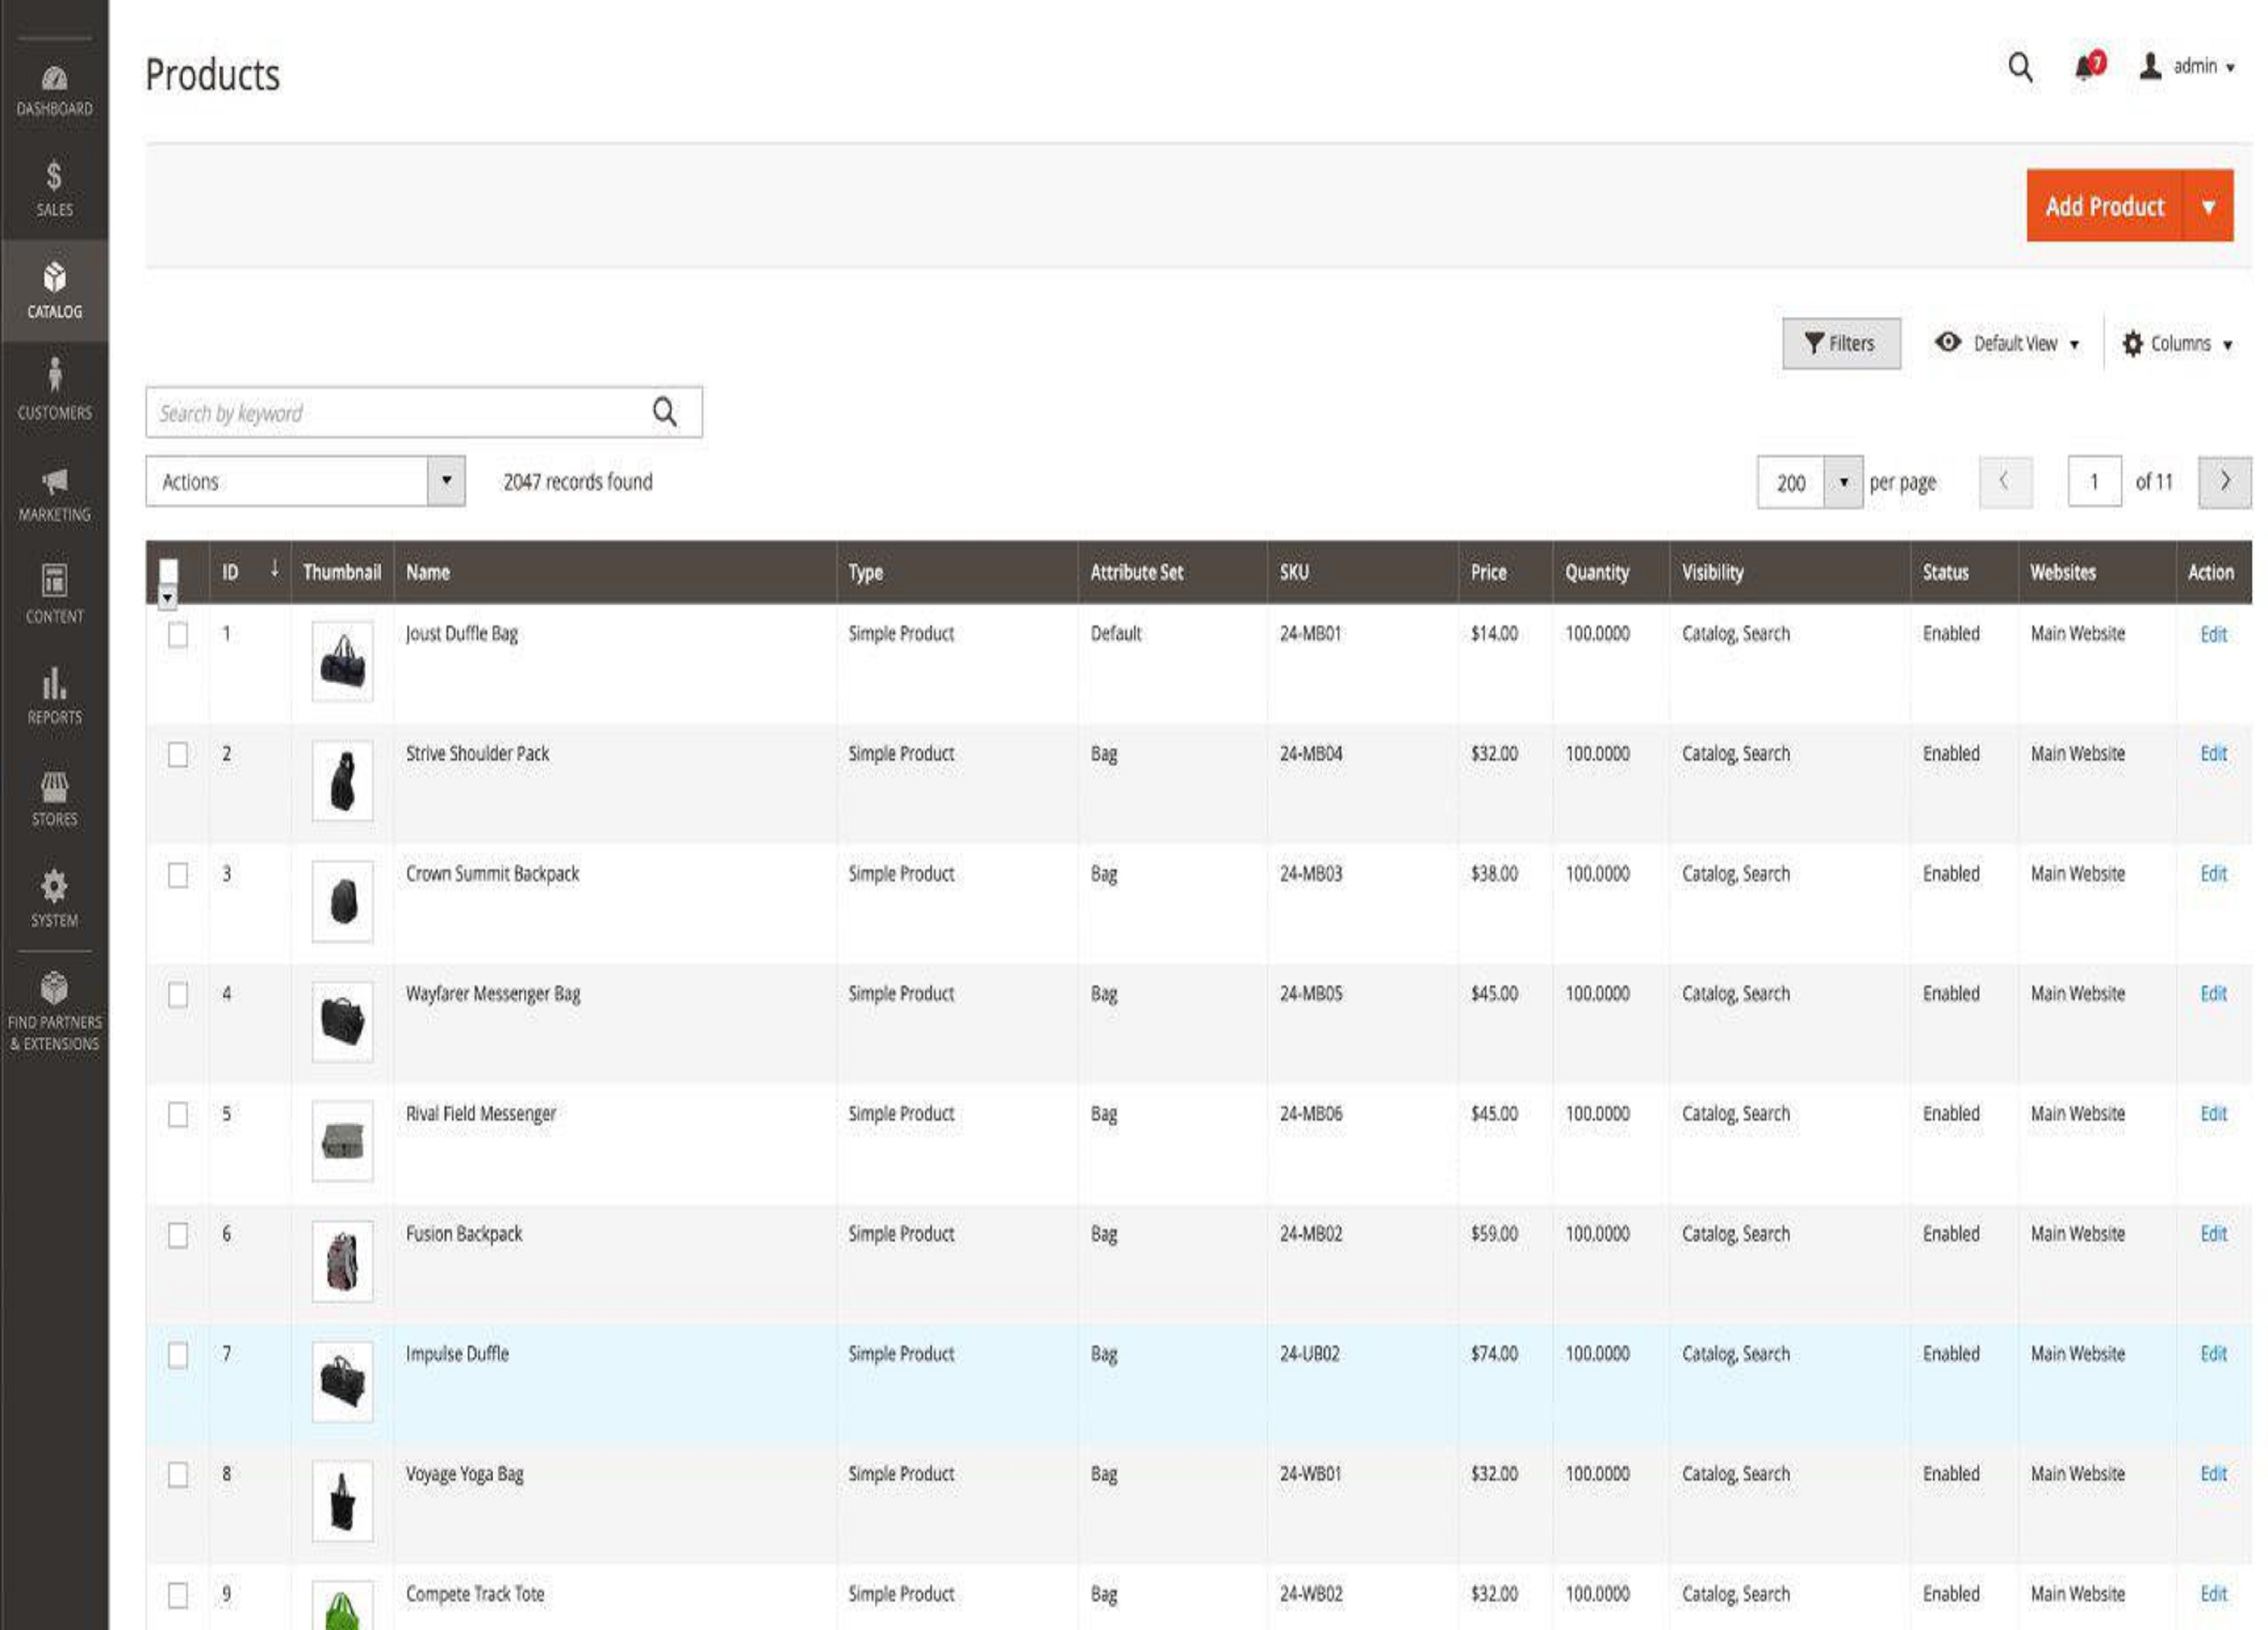 DASHBOARD
SALES
CATALOG
CUSTOMERS
MARKETING
CONTENT
REPORTS
STORES
SYSTEM
FIND PARTNERS
& EXTENSIONS
Products
7 admin
Add Product
Filters Default View Columns
Search by keyword
Actions 2047 records found 200 per page 1 of 11
ID Thumbnail Name Type Attribute Set SKU Price Quantity Visibility Status Websites Action
1 Joust Duffle Bag Simple Product Default 24-MB01 $14.00 100.0000 Catalog, Search Enabled Main Website Edit
2 Strive Shoulder Pack Simple Product Bag 24-MB04 $32.00 100.0000 Catalog, Search Enabled Main Website Edit
3 Crown Summit Backpack Simple Product Bag 24-MB03 $38.00 100.0000 Catalog, Search Enabled Main Website Edit
4 Wayfarer Messenger Bag Simple Product Bag 24-MB05 $45.00 100.0000 Catalog, Search Enabled Main Website Edit
5 Rival Field Messenger Simple Product Bag 24-MB06 $45.00 100.0000 Catalog, Search Enabled Main Website Edit
6 Fusion Backpack Simple Product Bag 24-MB02 $59.00 100.0000 Catalog, Search Enabled Main Website Edit
7 Impulse Duffle Simple Product Bag 24-UB02 $74.00 100.0000 Catalog, Search Enabled Main Website Edit
8 Voyage Yoga Bag Simple Product Bag 24-WB01 $32.00 100.0000 Catalog, Search Enabled Main Website Edit
9 Compete Track Tote Simple Product Bag 24-WB02 $32.00 100.0000 Catalog, Search Enabled Main Website Edit